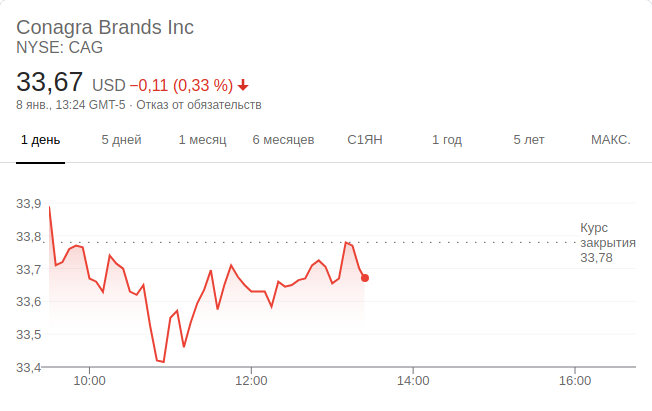 Conagra Brands Inc
NYSE: CAG
33,67 USD −0,11 (0,33 %)
8 янв., 13:24 GMT-5 · Отказ от обязательств
1 день 5 дней 1 месяц 6 месяцев С1ЯН 1 год 5 лет МАКС.
33,9
33,8
33,7
33,6
33,5
33,4
Курс
закрытия
33,78
10:00 12:00 14:00 16:00